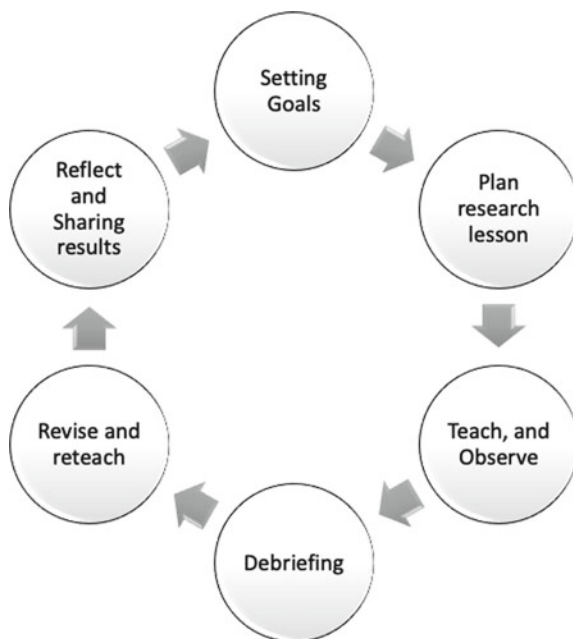 Setting
Goals
Plan
research
lesson
Teach, and
Observe
Debriefing
Revise and
reteach
Reflect
and
Sharing
results